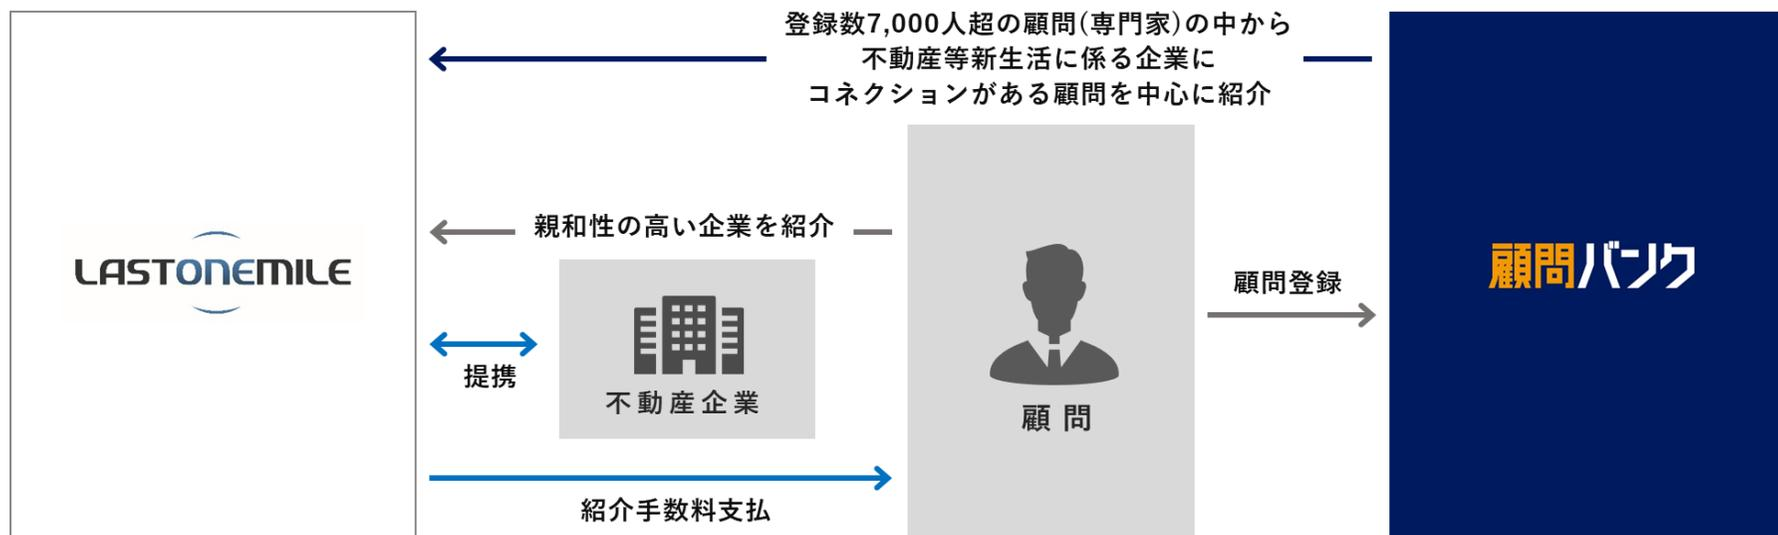 登録数7,000人超の顧問(専門家)の中から
不動産等新生活に係る企業に
コネクションがある顧問を中心に紹介
親和性の高い企業を紹介
LASTONEMILE
顧問バンク
顧問登録
提携
不動産企業
顧問
紹介手数料支払